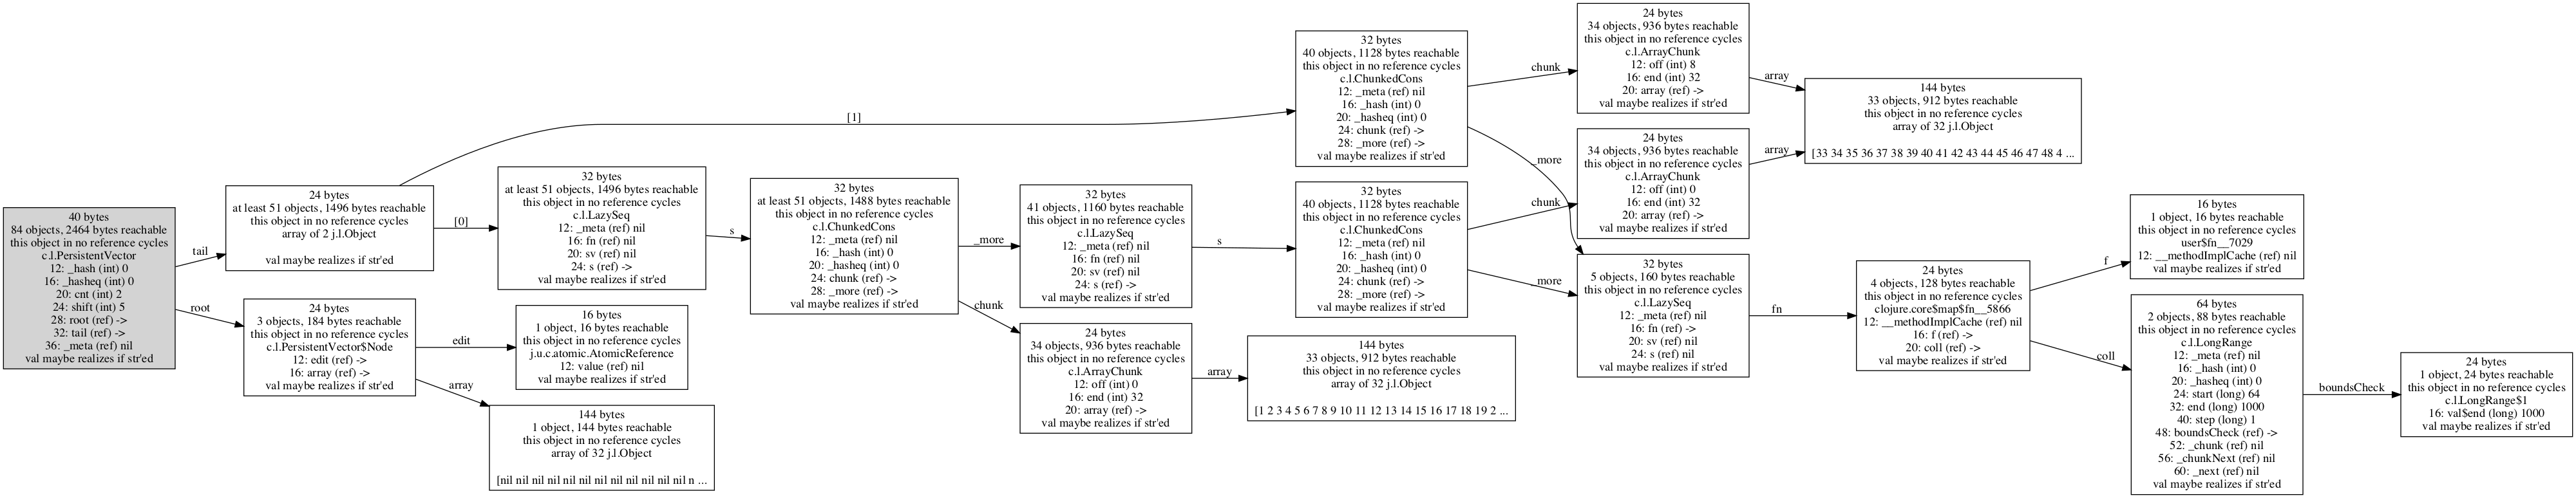 40 bytes
84 objects, 2464 bytes reachable
this object in no reference cycles
c.l.PersistentVector
12: _hash (int) 0
16: _hasheq (int) 0
20: cnt (int) 2
24: shift (int) 5
28: root (ref) ->
32: tail (ref) ->
36: _meta (ref) nil
val maybe realizes if str'ed
tail
root
24 bytes
at least 51 objects, 1496 bytes reachable
this object in no reference cycles
array of 2 j.l.Object
val maybe realizes if str'ed
[1]
[0]
24 bytes
3 objects, 184 bytes reachable
this object in no reference cycles
c.l.PersistentVector$Node
12: edit (ref) ->
16: array (ref) ->
val maybe realizes if str'ed
edit
array
32 bytes
at least 51 objects, 1496 bytes reachable
this object in no reference cycles
c.l.LazySeq
12: _meta (ref) nil
16: fn (ref) nil
20: sv (ref) nil
24: s (ref) ->
val maybe realizes if str'ed
s
16 bytes
1 object, 16 bytes reachable
this object in no reference cycles
j.u.c.atomic.AtomicReference
12: value (ref) nil
val maybe realizes if str'ed
144 bytes
1 object, 144 bytes reachable
this object in no reference cycles
array of 32 j.l.Object
[nil nil nil nil nil nil nil nil nil nil nil nil n ...
32 bytes
at least 51 objects, 1488 bytes reachable
this object in no reference cycles
c.l.ChunkedCons
12: _meta (ref) nil
16: _hash (int) 0
20: _hasheq (int) 0
24: chunk (ref) ->
28: _more (ref) ->
val maybe realizes if str'ed
_more
chunk
32 bytes
41 objects, 1160 bytes reachable
this object in no reference cycles
c.l.LazySeq
12: _meta (ref) nil
16: fn (ref) nil
20: sv (ref) nil
24: s (ref) ->
val maybe realizes if str'ed
s
24 bytes
34 objects, 936 bytes reachable
this object in no reference cycles
c.l.ArrayChunk
12: off (int) 0
16: end (int) 32
20: array (ref) ->
val maybe realizes if str'ed
array
144 bytes
33 objects, 912 bytes reachable
this object in no reference cycles
array of 32 j.l.Object
[1 2 3 4 5 6 7 8 9 10 11 12 13 14 15 16 17 18 19 2 ...
32 bytes
40 objects, 1128 bytes reachable
this object in no reference cycles
c.l.ChunkedCons
12: _meta (ref) nil
16: _hash (int) 0
20: _hasheq (int) 0
24: chunk (ref) ->
28: _more (ref) ->
val maybe realizes if str'ed
chunk
_more
32 bytes
40 objects, 1128 bytes reachable
this object in no reference cycles
c.l.ChunkedCons
12: _meta (ref) nil
16: _hash (int) 0
20: _hasheq (int) 0
24: chunk (ref) ->
28: _more (ref) ->
val maybe realizes if str'ed
chunk
_more
24 bytes
34 objects, 936 bytes reachable
this object in no reference cycles
c.l.ArrayChunk
12: off (int) 8
16: end (int) 32
20: array (ref) ->
val maybe realizes if str'ed
array
24 bytes
34 objects, 936 bytes reachable
this object in no reference cycles
c.l.ArrayChunk
12: off (int) 0
16: end (int) 32
20: array (ref) ->
val maybe realizes if str'ed
array
144 bytes
33 objects, 912 bytes reachable
this object in no reference cycles
array of 32 j.l.Object
[33 34 35 36 37 38 39 40 41 42 43 44 45 46 47 48 4 ...
32 bytes
5 objects, 160 bytes reachable
this object in no reference cycles
c.l.LazySeq
12: _meta (ref) nil
16: fn (ref) ->
20: sv (ref) nil
24: s (ref) nil
val maybe realizes if str'ed
fn
24 bytes
4 objects, 128 bytes reachable
this object in no reference cycles
clojure.core$map$fn__5866
12: __methodImplCache (ref) nil
16: f (ref) ->
20: coll (ref) ->
val maybe realizes if str'ed
f
coll
16 bytes
1 object, 16 bytes reachable
this object in no reference cycles
user$fn__7029
12: __methodImplCache (ref) nil
val maybe realizes if str'ed
64 bytes
2 objects, 88 bytes reachable
this object in no reference cycles
c.l.LongRange
12: _meta (ref) nil
16: _hash (int) 0
20: _hasheq (int) 0
24: start (long) 64
32: end (long) 1000
40: step (long) 1
48: boundsCheck (ref) ->
52: _chunk (ref) nil
56: _chunkNext (ref) nil
60: _next (ref) nil
val maybe realizes if str'ed
boundsCheck
24 bytes
1 object, 24 bytes reachable
this object in no reference cycles
c.l.LongRange$1
16: val$end (long) 1000
val maybe realizes if str'ed